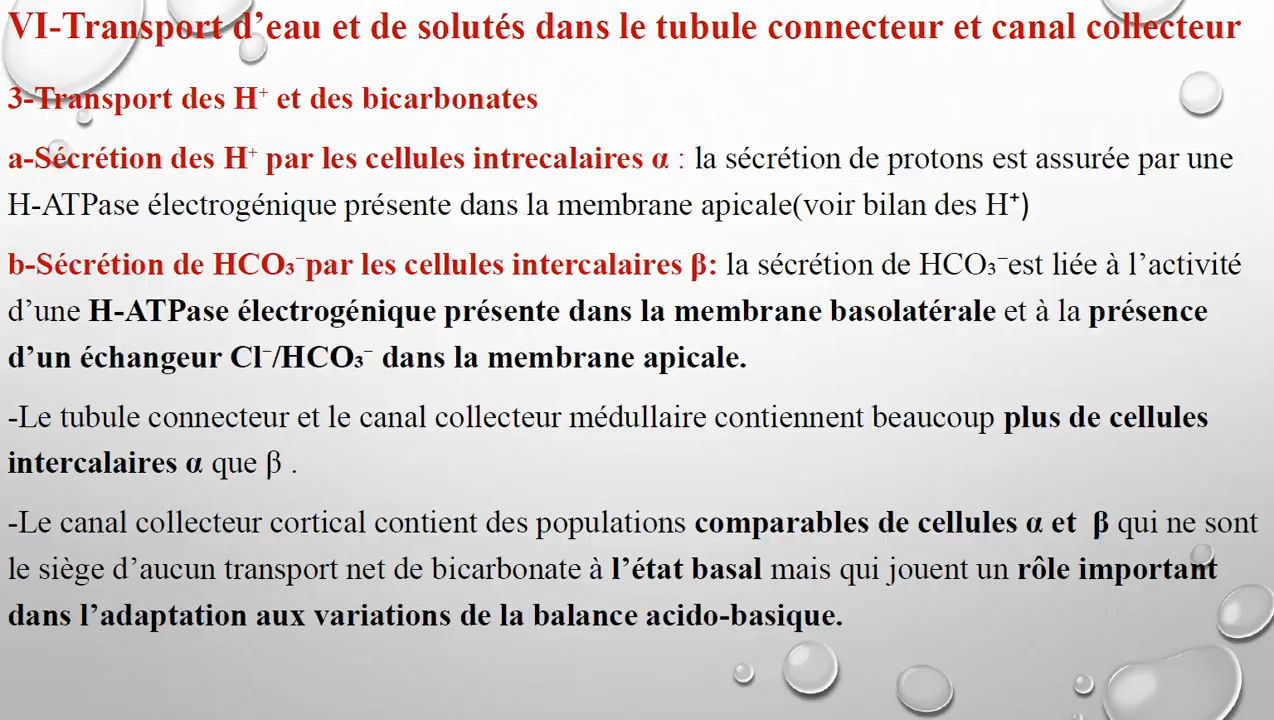 VI-Transport d’eau et de solutés dans le tubule connecteur et canal collecteur
3-Transport des H⁺ et des bicarbonates
a-Sécrétion des H⁺ par les cellules intrecalaires α : la sécrétion de protons est assurée par une
H-ATPase électrogénique présente dans la membrane apicale(voir bilan des H⁺)
b-Sécrétion de HCO₃⁻par les cellules intercalaires β: la sécrétion de HCO₃⁻est liée à l’activité
d’une H-ATPase électrogénique présente dans la membrane basolatérale et à la présence
d’un échangeur Cl⁻/HCO₃⁻ dans la membrane apicale.
-Le tubule connecteur et le canal collecteur médullaire contiennent beaucoup plus de cellules
intercalaires α que β .
-Le canal collecteur cortical contient des populations comparables de cellules α et β qui ne sont
le siège d’aucun transport net de bicarbonate à l’état basal mais qui jouent un rôle important
dans l’adaptation aux variations de la balance acido-basique.